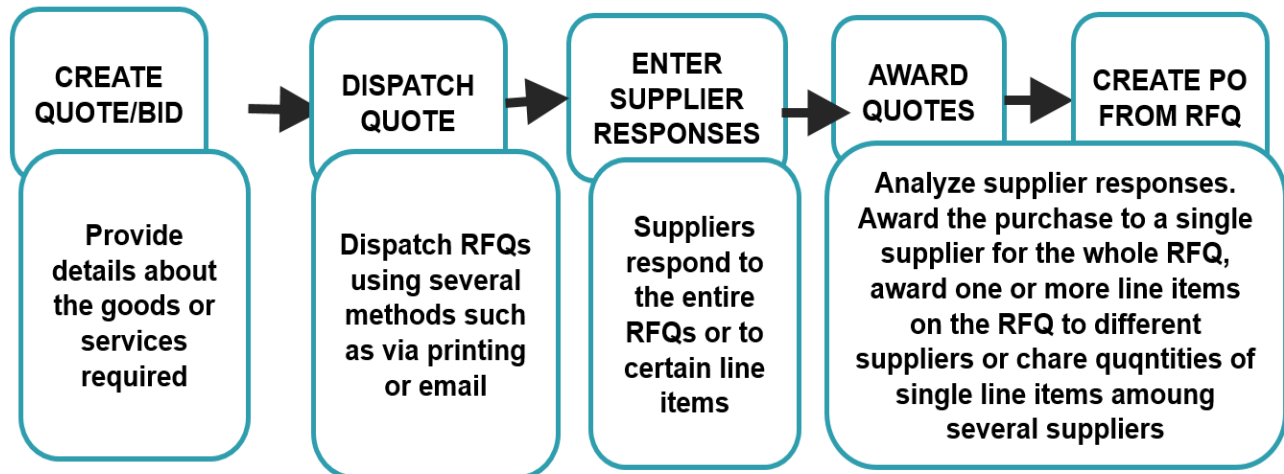 CREATE
QUOTE/BID
DISPATCH
QUOTE
ENTER
SUPPLIER
RESPONSES
AWARD
QUOTES
CREATE PO
FROM RFQ
Provide
details about
the goods or
services
required
Dispatch RFQs
using several
methods such
as via printing
or email
Suppliers
respond to
the entire
RFQs or to
certain line
items
Analyze supplier responses.
Award the purchase to a single
supplier for the whole RFQ,
award one or more line items
on the RFQ to different
suppliers or chare quqntities of
single line items amoung
several suppliers